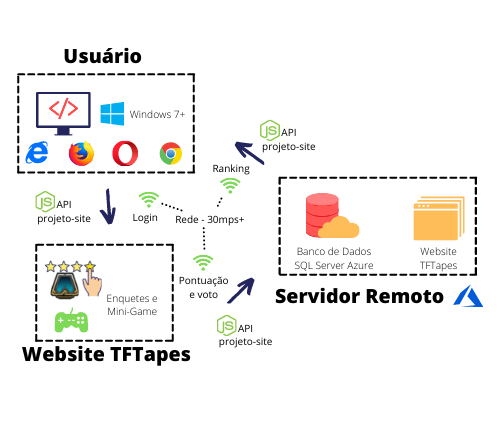 Usuário
Windows 7+
API
projeto-site
Ranking
API
projeto-site
Login
Rede - 30mps+
Banco de Dados
SQL Server Azure
Website
TFTapes
Pontuação
e voto
Enquetes e
Mini-Game
Servidor Remoto
API
projeto-site
Website TFTapes